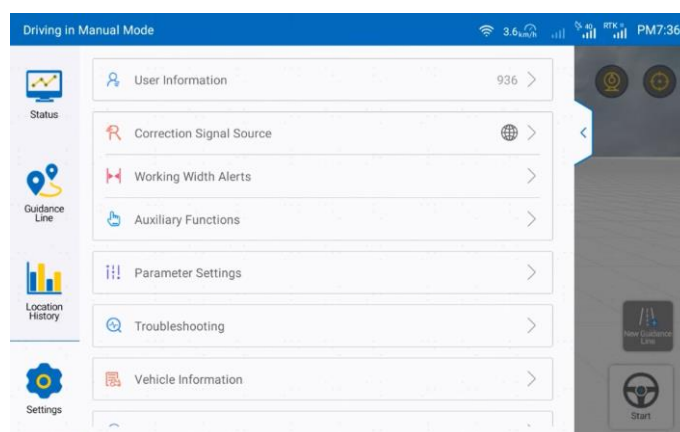 Driving in Manual Mode
3.6km/h
40
RTK
PM7:36
Status
Guidance
Line
Location
History
Settings
User Information
936
Correction Signal Source
Working Width Alerts
Auxiliary Functions
Parameter Settings
Troubleshooting
Vehicle Information
New Guidance
Line
Start